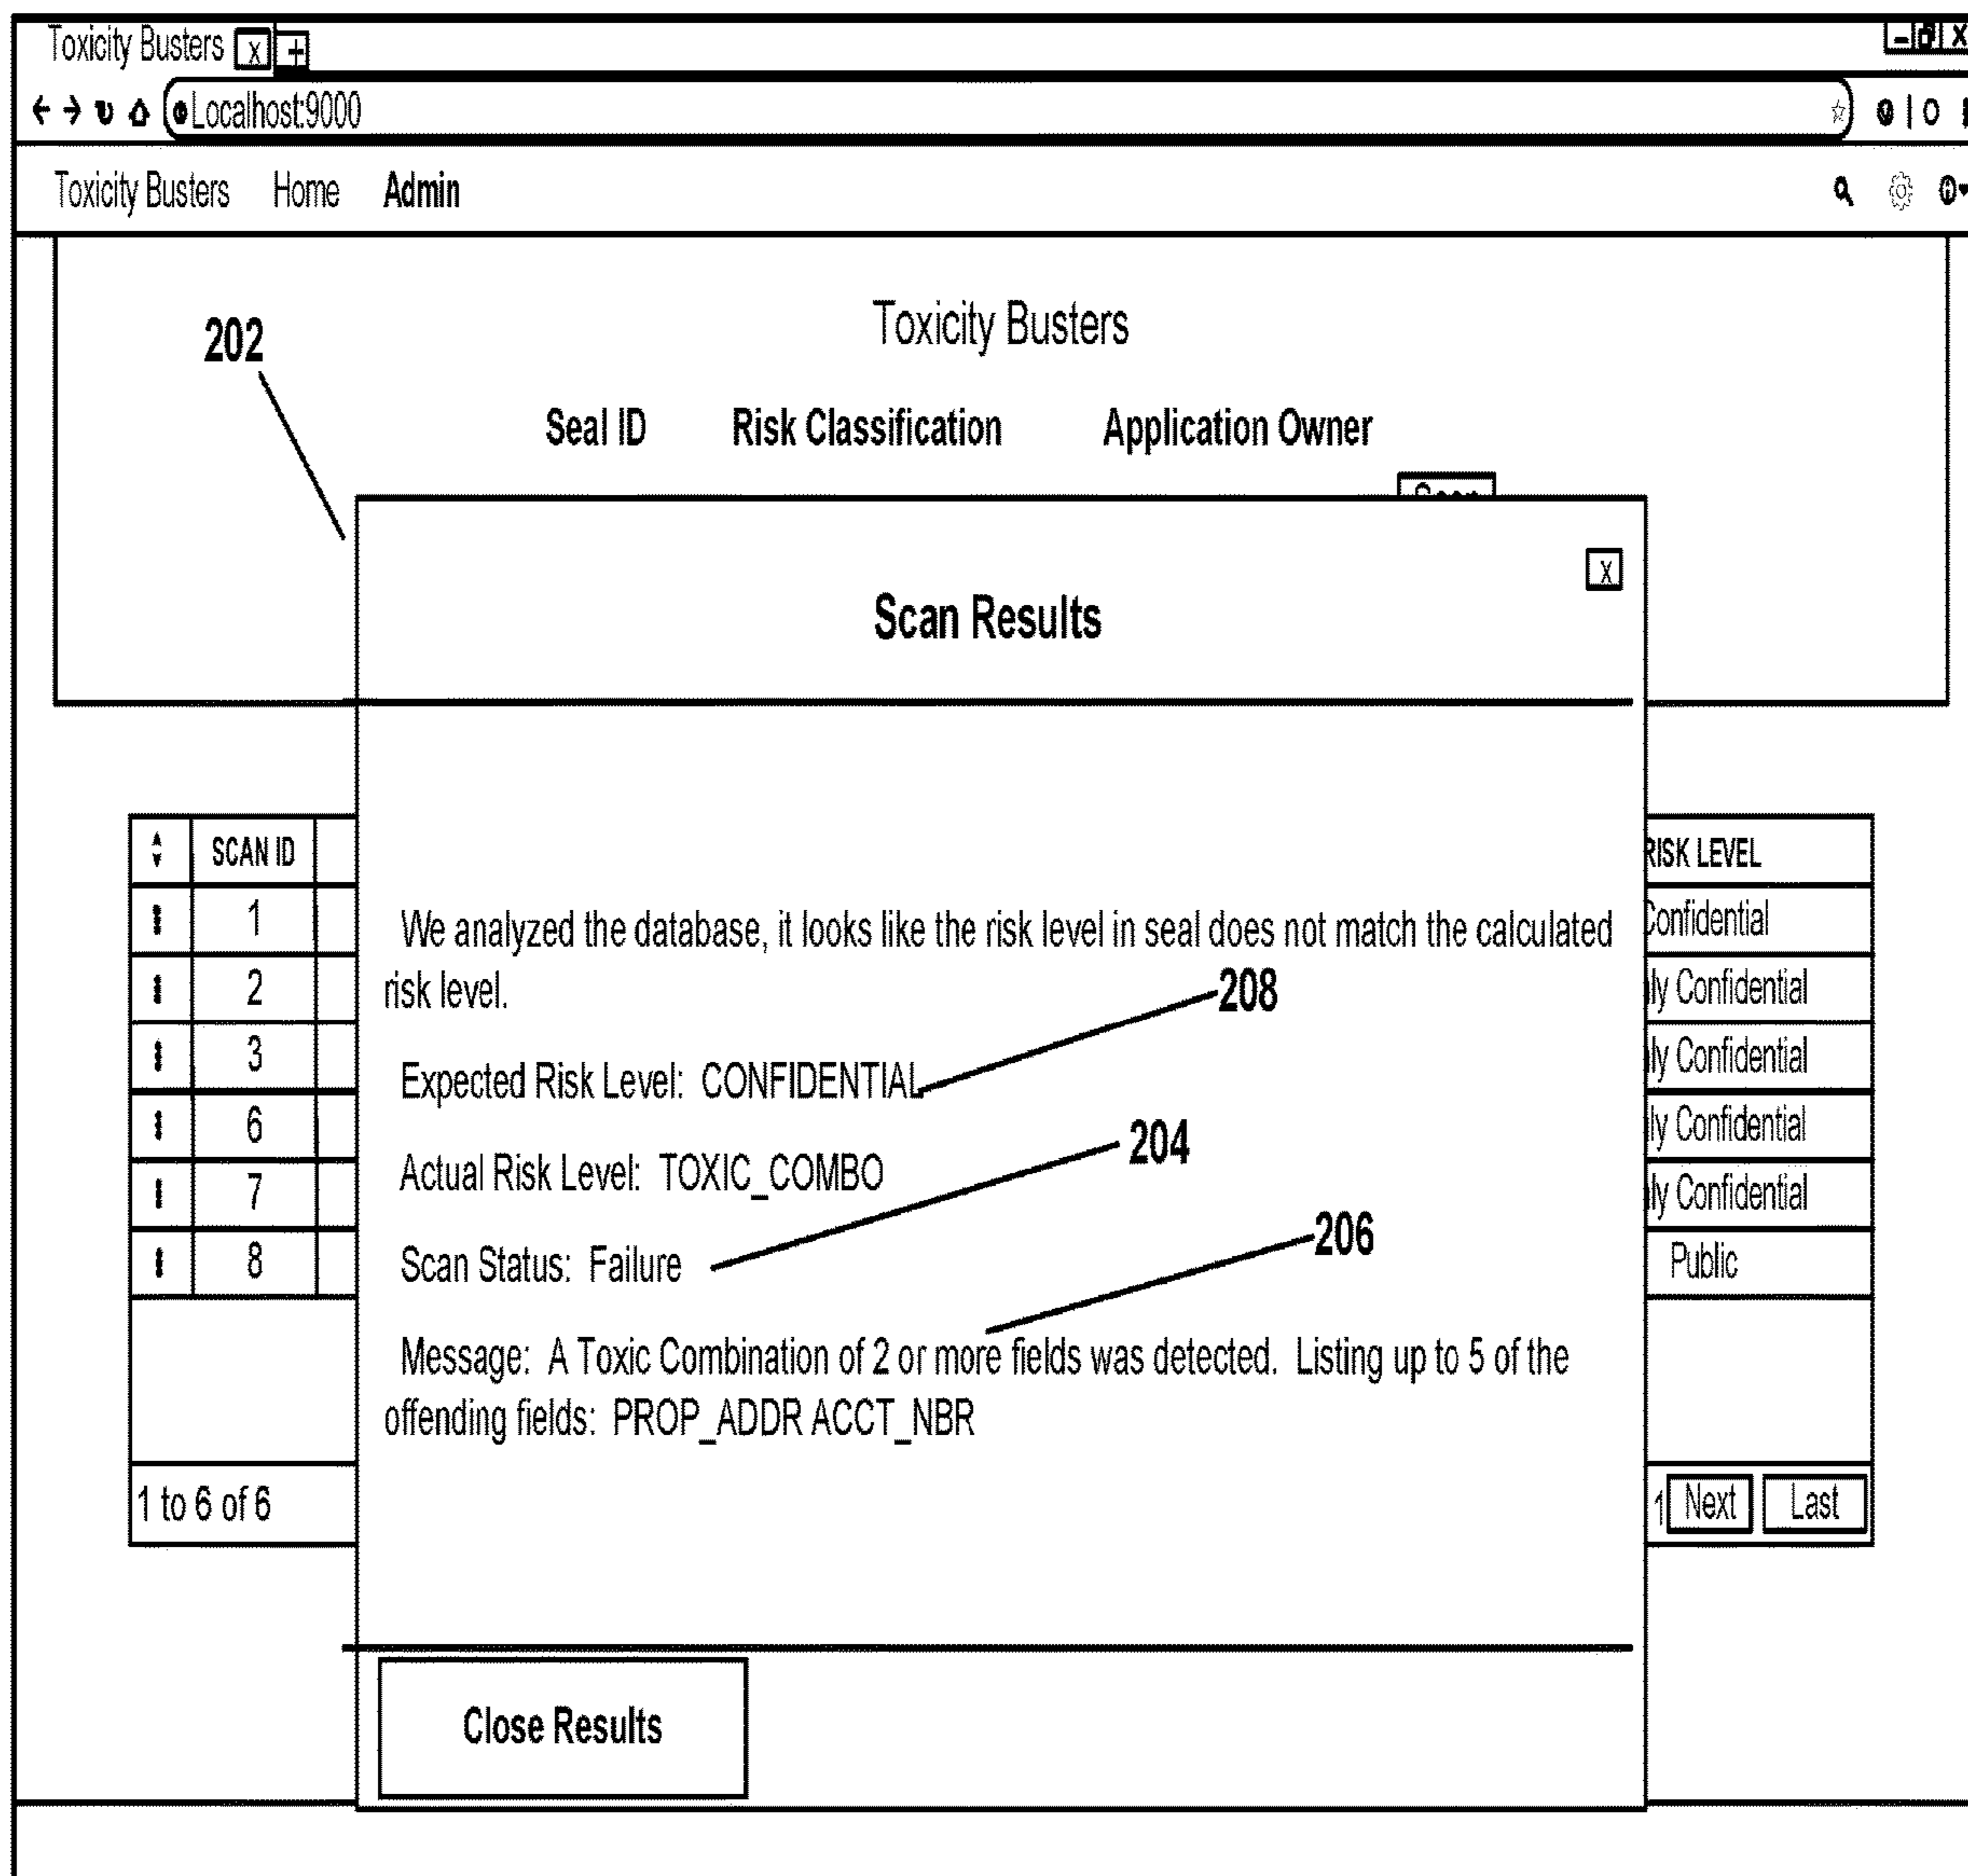 Toxicity Busters X +
Localhost:9000
Toxicity Busters Home Admin
Toxicity Busters
202
Seal ID Risk Classification Application Owner
X
Scan Results
SCAN ID RISK LEVEL
1 Confidential
2 Confidential
3 Confidential
6 Confidential
7 Confidential
8 Public
We analyzed the database, it looks like the risk level in seal does not match the calculated
risk level.
208
Expected Risk Level: CONFIDENTIAL
204
Actual Risk Level: TOXIC_COMBO
206
Scan Status: Failure
Message: A Toxic Combination of 2 or more fields was detected. Listing up to 5 of the
offending fields: PROP_ADDR ACCT_NBR
1 to 6 of 6 1 Next Last
Close Results